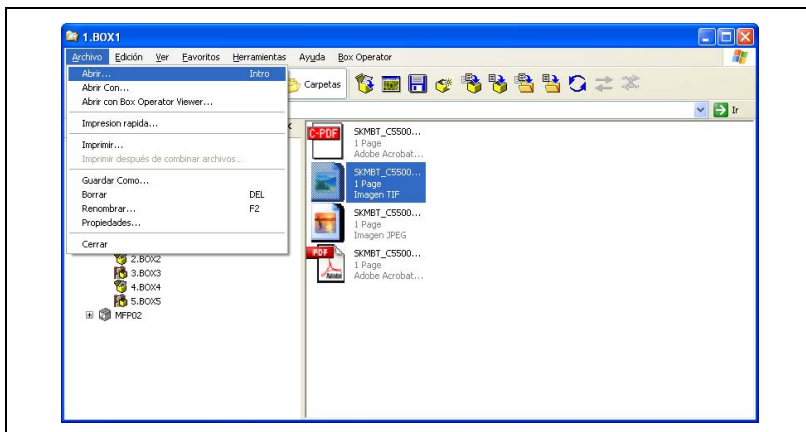 1.BOX1
Archivo Edición Ver Favoritos Herramientas Ayuda Box Operator
Abrir... Intro
Abrir Con...
Abrir con Box Operator Viewer...
Impresion rapida...
Imprimir...
Imprimir después de combinar archivos...
Guardar Como...
Borrar DEL
Renombrar... F2
Propiedades...
Cerrar
Carpetas
Ir
2.BOX2
3.BOX3
4.BOX4
5.BOX5
MFP02
C-PDF
SKMBT_C5500...
1 Page
Adobe Acrobat...
SKMBT_C5500...
1 Page
Imagen TIF
SKMBT_C5500...
1 Page
Imagen JPEG
PDF
Adobe
SKMBT_C5500...
1 Page
Adobe Acrobat...